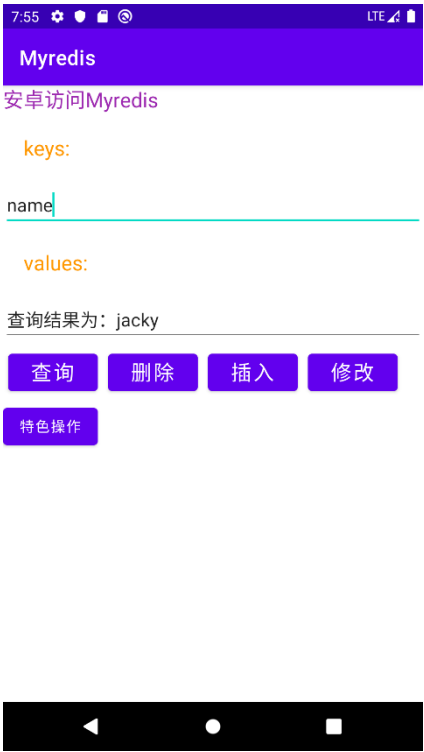 7:55 LTE
Myredis
安卓访问Myredis
keys:
name
values:
查询结果为：jacky
查询 删除 插入 修改
特色操作